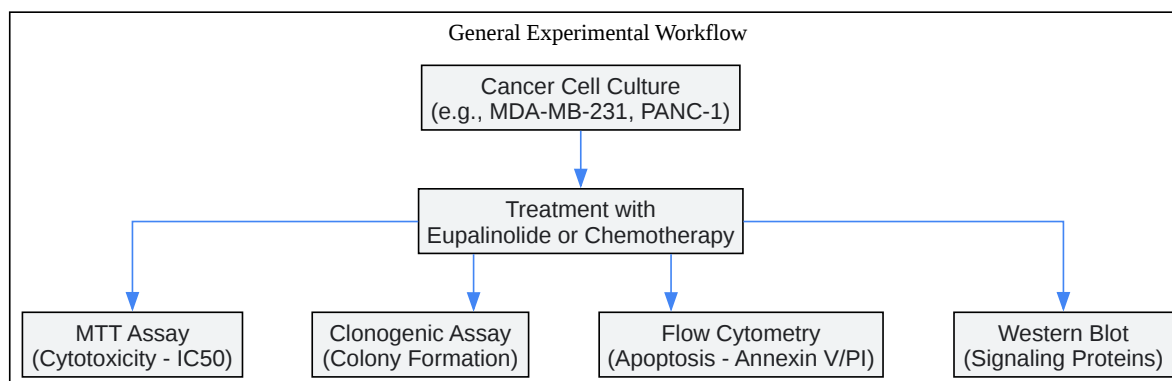 General Experimental Workflow
Cancer Cell Culture
(e.g., MDA-MB-231, PANC-1)
Treatment with
Eupalinolide or Chemotherapy
MTT Assay
(Cytotoxicity - IC50)
Clonogenic Assay
(Colony Formation)
Flow Cytometry
(Apoptosis - Annexin V/PI)
Western Blot
(Signaling Proteins)